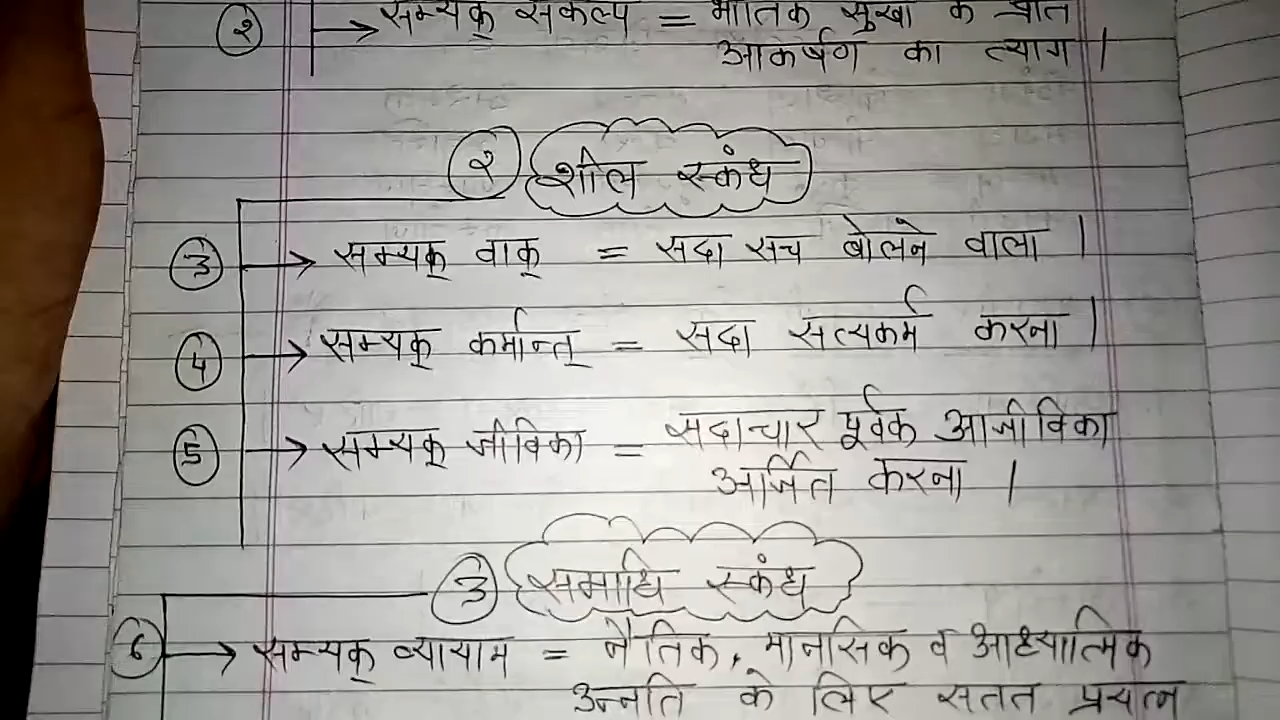 २ → सम्यक् संकल्प = भौतिक सुखों के प्रति
आकर्षण का त्याग ।
२ शील स्कंध
3 → सम्यक् वाक् = सदा सच बोलने वाला ।
4 → सम्यक् कर्मान्त् = सदा सत्यकर्म करना ।
5 → सम्यक् जीविका = सदाचार पूर्वक आजीविका
अर्जित करना ।
3 समाधि स्कंध
6 → सम्यक् व्यायाम = नैतिक, मानसिक व आध्यात्मिक
उन्नति के लिए सतत प्रयत्न